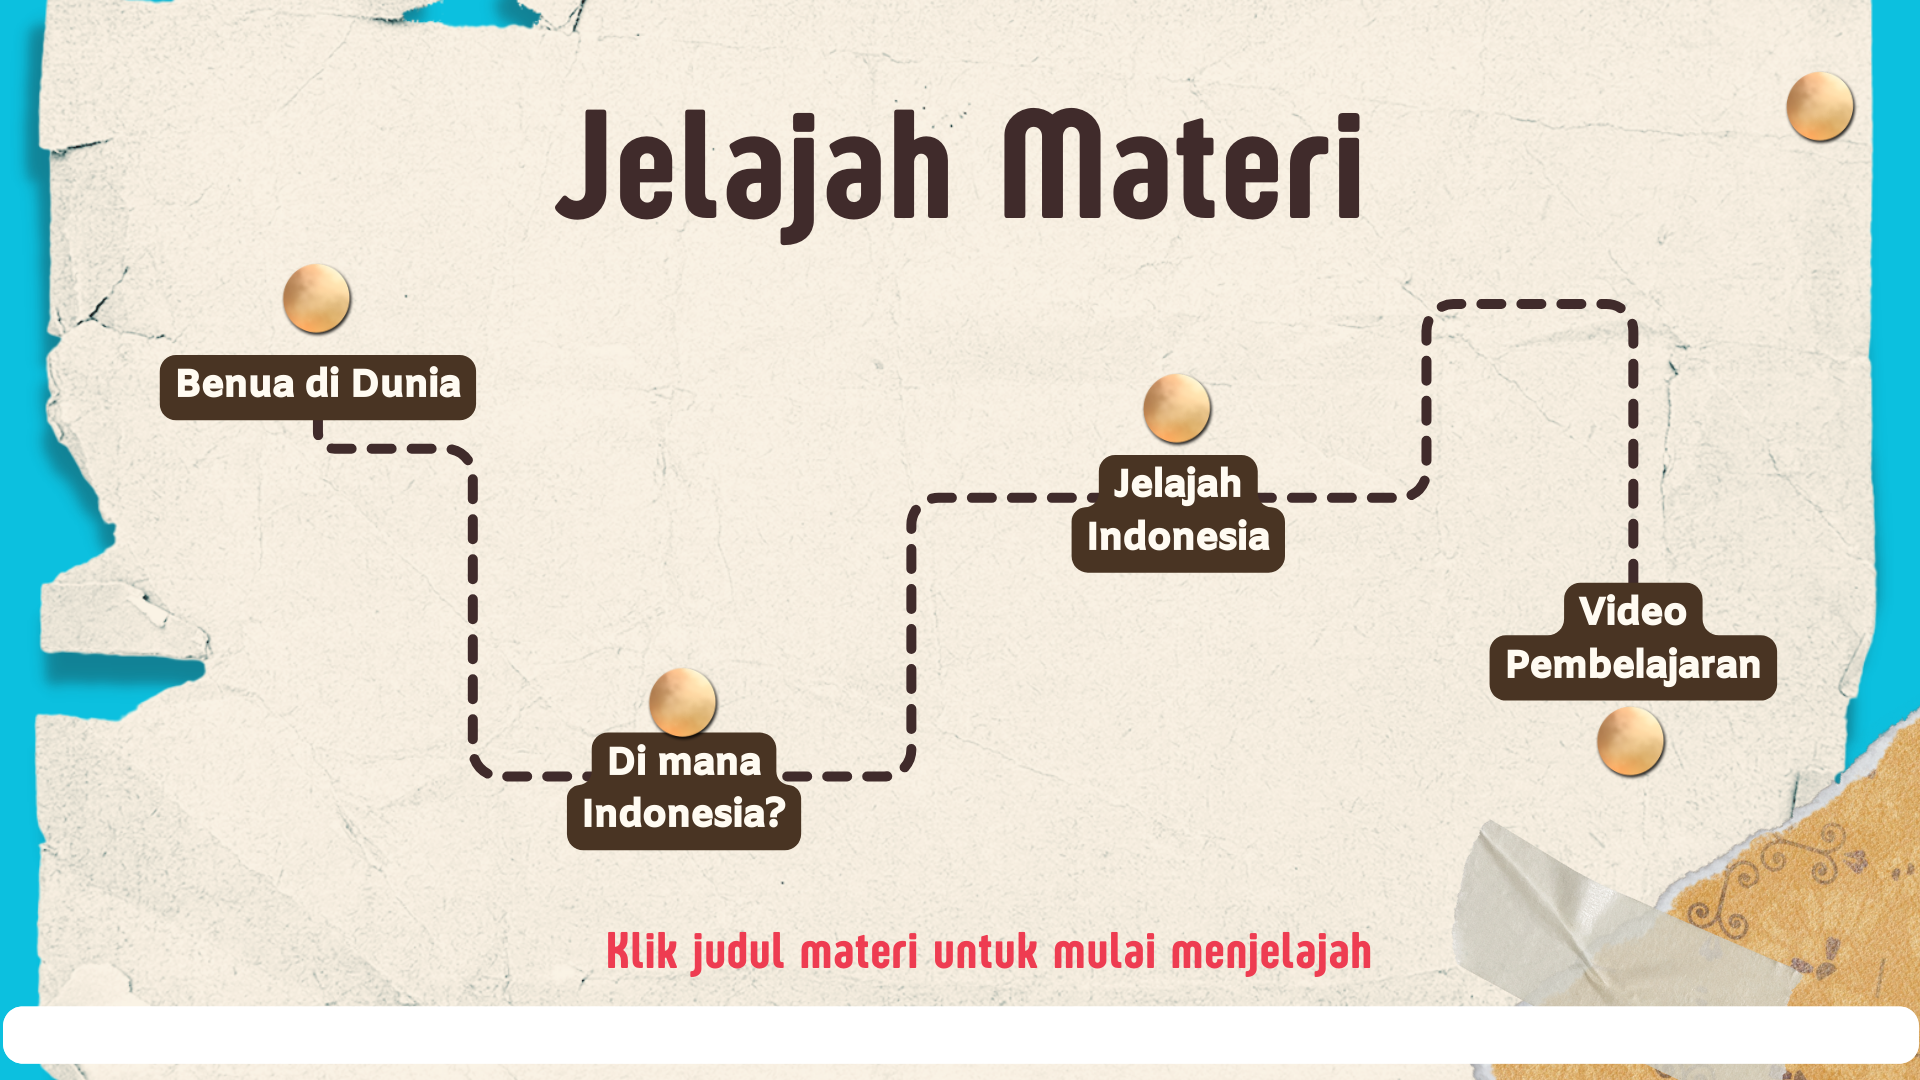 Jelajah Materi
Benua di Dunia
Di mana
Indonesia?
Jelajah
Indonesia
Video
Pembelajaran
Klik judul materi untuk mulai menjelajah